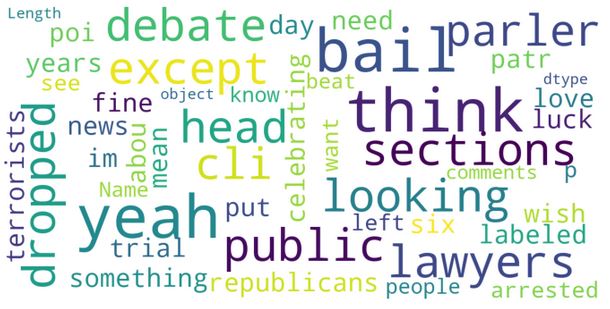 Length
poi
debate
day
need
bail
parler
years
except
patr
see
beat
dtype
fine
object
know
think
love
luck
terrorists
dropped
news
head
celebrating
sections
im
abou
mean
want
comments
p
Name
cli
looking
wish
yeah
put
left
six
labeled
trial
public
lawyers
something
republicans
people
arrested